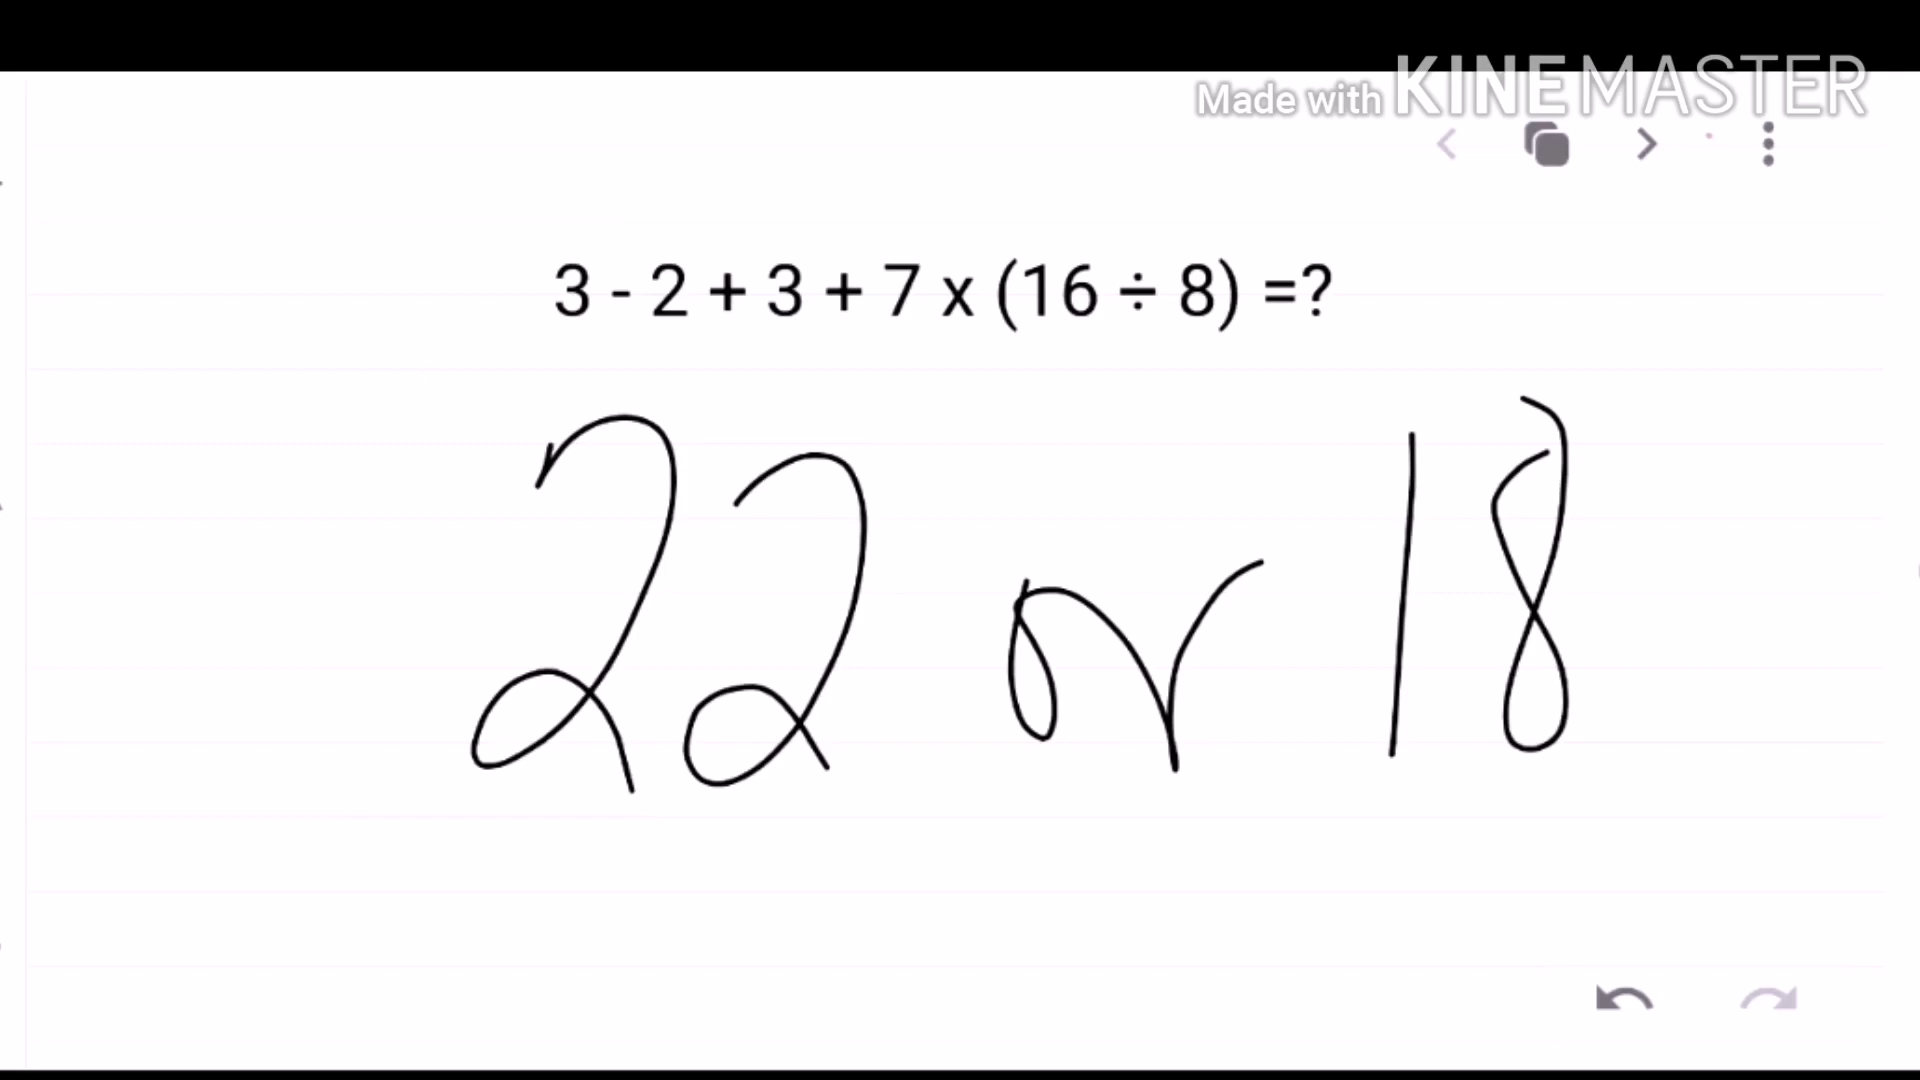 Made with KINEMASTER
3 - 2 + 3 + 7 x (16 ÷ 8) =?
22 or 18